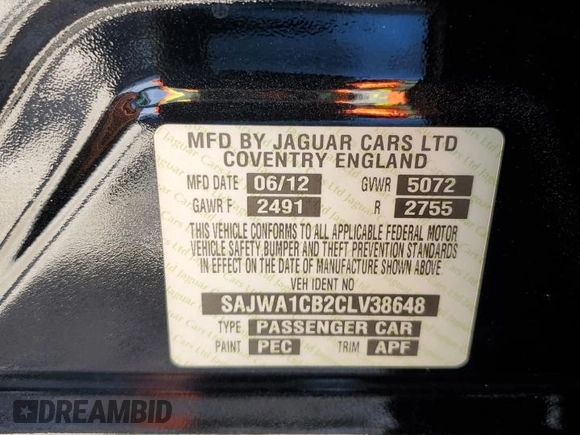 MFD BY JAGUAR CARS LTD
COVENTRY ENGLAND
MFD DATE 06/12 GVWR 5072
GAWR F 2491 R 2755
THIS VEHICLE CONFORMS TO ALL APPLICABLE FEDERAL MOTOR
VEHICLE SAFETY,BUMPER AND THEFT PREVENTION STANDARDS
IN EFFECT ON THE DATE OF MANUFACTURE SHOWN ABOVE
VEH IDENT NO
SAJWA1CB2CLV38648
TYPE PASSENGER CAR
PAINT PEC TRIM APF
DREAMBID